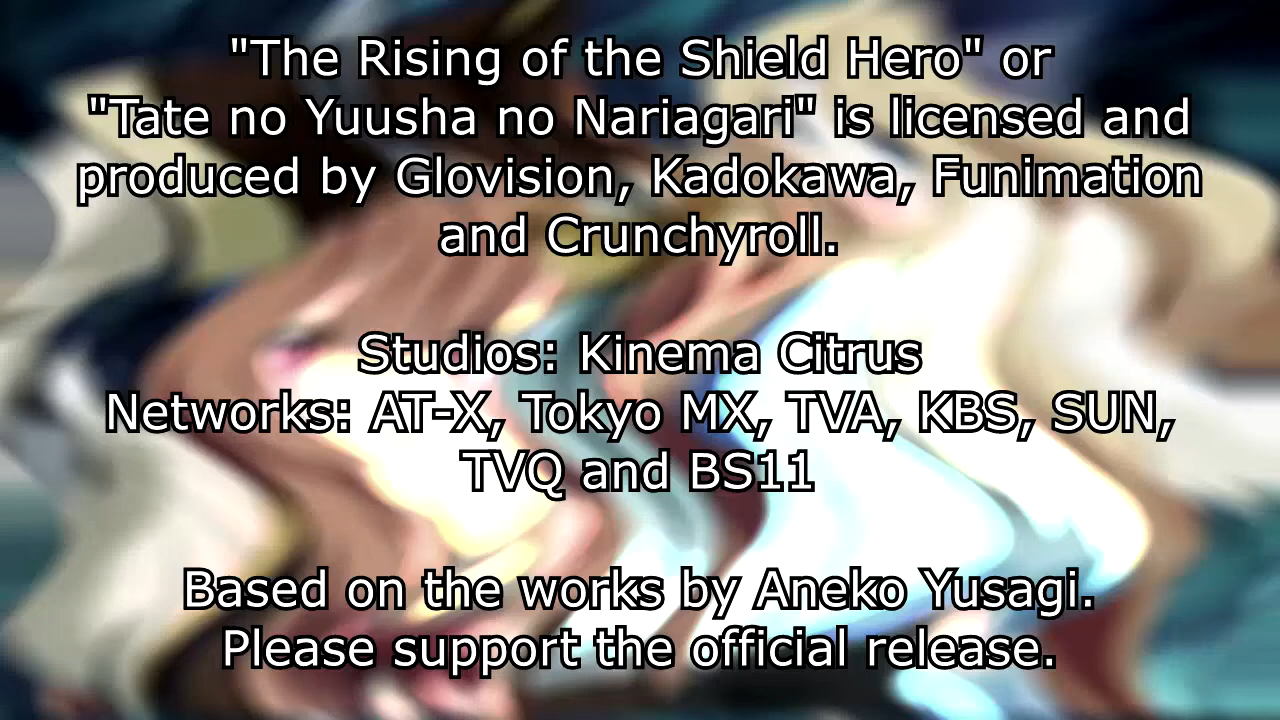 "The Rising of the Shield Hero" or
"Tate no Yuusha no Nariagari" is licensed and
produced by Glovision, Kadokawa, Funimation
and Crunchyroll.
Studios: Kinema Citrus
Networks: AT-X, Tokyo MX, TVA, KBS, SUN,
TVQ and BS11
Based on the works by Aneko Yusagi.
Please support the official release.